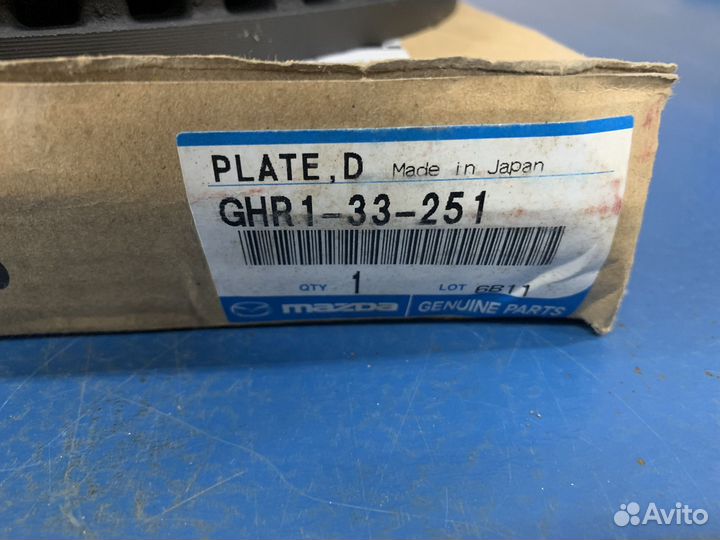 PLATE,D Made in Japan
GHR1-33-251
QTY 1 LOT 6B11
mazda GENUINE PARTS
Avito